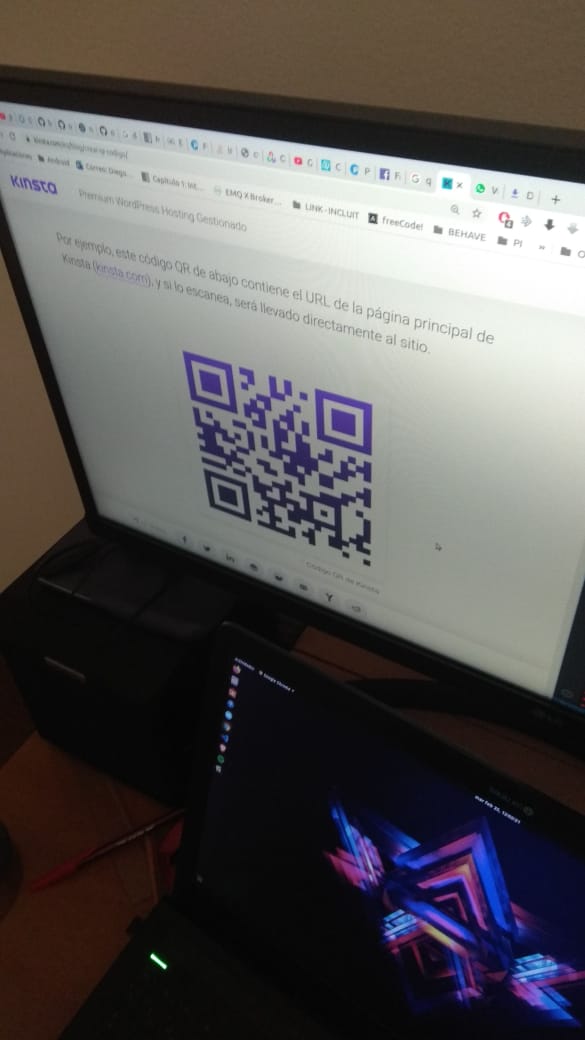 Aplicaciones
Android
Correo: Diego...
Capítulo 1: Int...
EMQ X Broker...
LINK-INCLUIT
freeCode!
BEHAVE
PI
»
KINSTA
Premium WordPress Hosting Gestionado
Por ejemplo, este código QR de abajo contiene el URL de la página principal de
Kinsta (kinsta.com), y si lo escanea, será llevado directamente al sitio.
Código QR de Kinsta